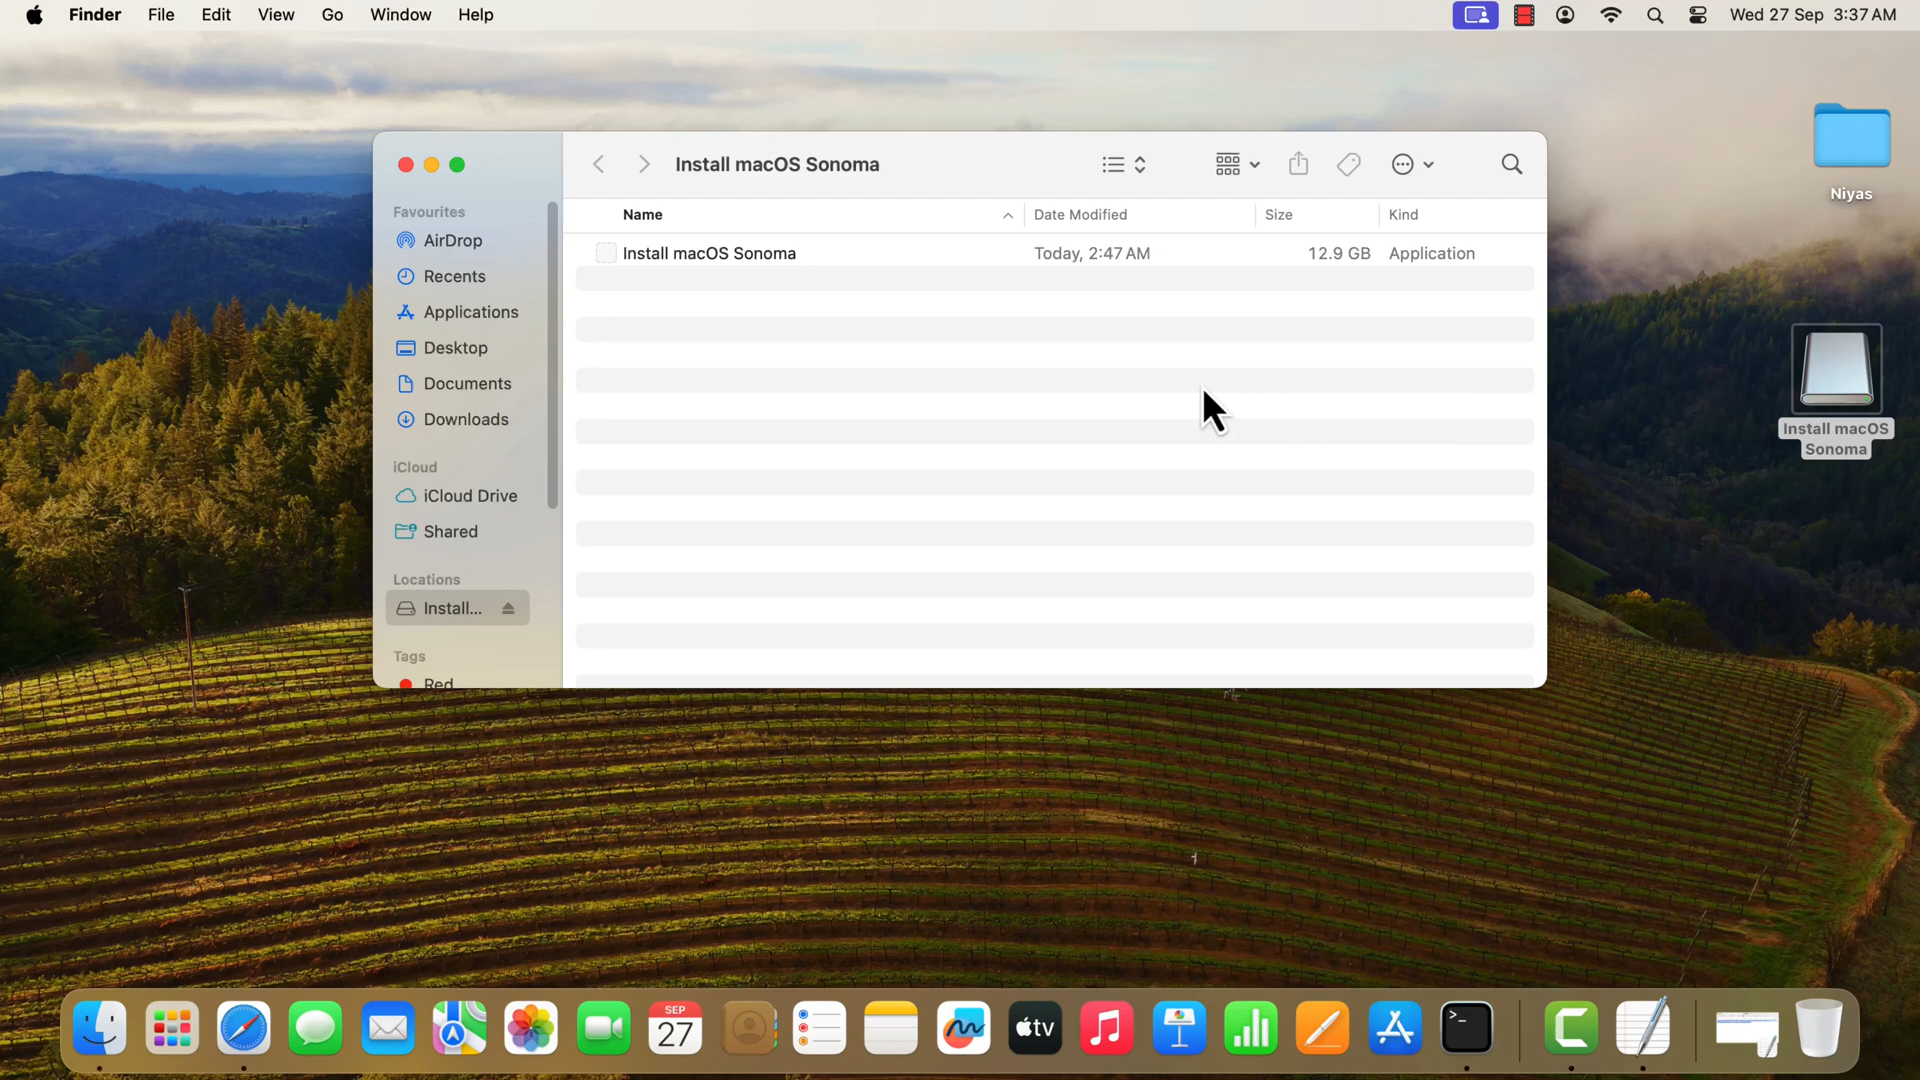 Finder File Edit View Go Window Help Wed 27 Sep 3:37 AM
Niyas
Install macOS Sonoma
Name Date Modified Size Kind
Install macOS Sonoma Today, 2:47 AM 12.9 GB Application
Favourites
AirDrop
Recents
Applications
Desktop
Documents
Downloads
iCloud
iCloud Drive
Shared
Locations
Install...
Tags
Red
Install macOS
Sonoma
SEP
27
tv
>_